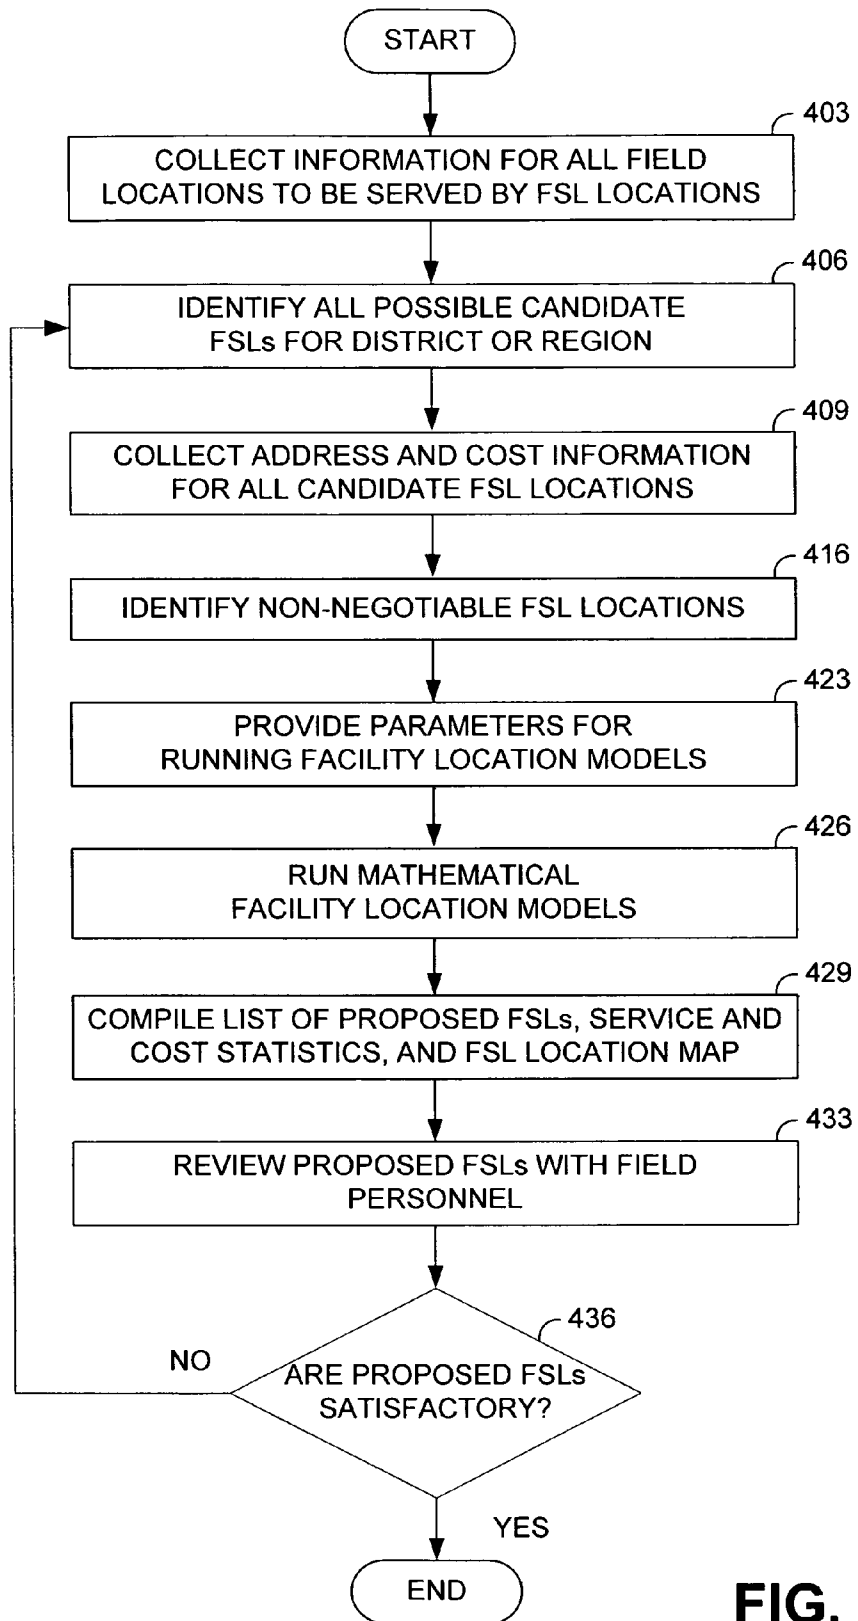 START
403
COLLECT INFORMATION FOR ALL FIELD
LOCATIONS TO BE SERVED BY FSL LOCATIONS
406
IDENTIFY ALL POSSIBLE CANDIDATE
FSLs FOR DISTRICT OR REGION
409
COLLECT ADDRESS AND COST INFORMATION
FOR ALL CANDIDATE FSL LOCATIONS
416
IDENTIFY NON-NEGOTIABLE FSL LOCATIONS
423
PROVIDE PARAMETERS FOR
RUNNING FACILITY LOCATION MODELS
426
RUN MATHEMATICAL
FACILITY LOCATION MODELS
429
COMPILE LIST OF PROPOSED FSLs, SERVICE AND
COST STATISTICS, AND FSL LOCATION MAP
433
REVIEW PROPOSED FSLs WITH FIELD
PERSONNEL
436
NO
ARE PROPOSED FSLs
SATISFACTORY?
YES
END
FIG.